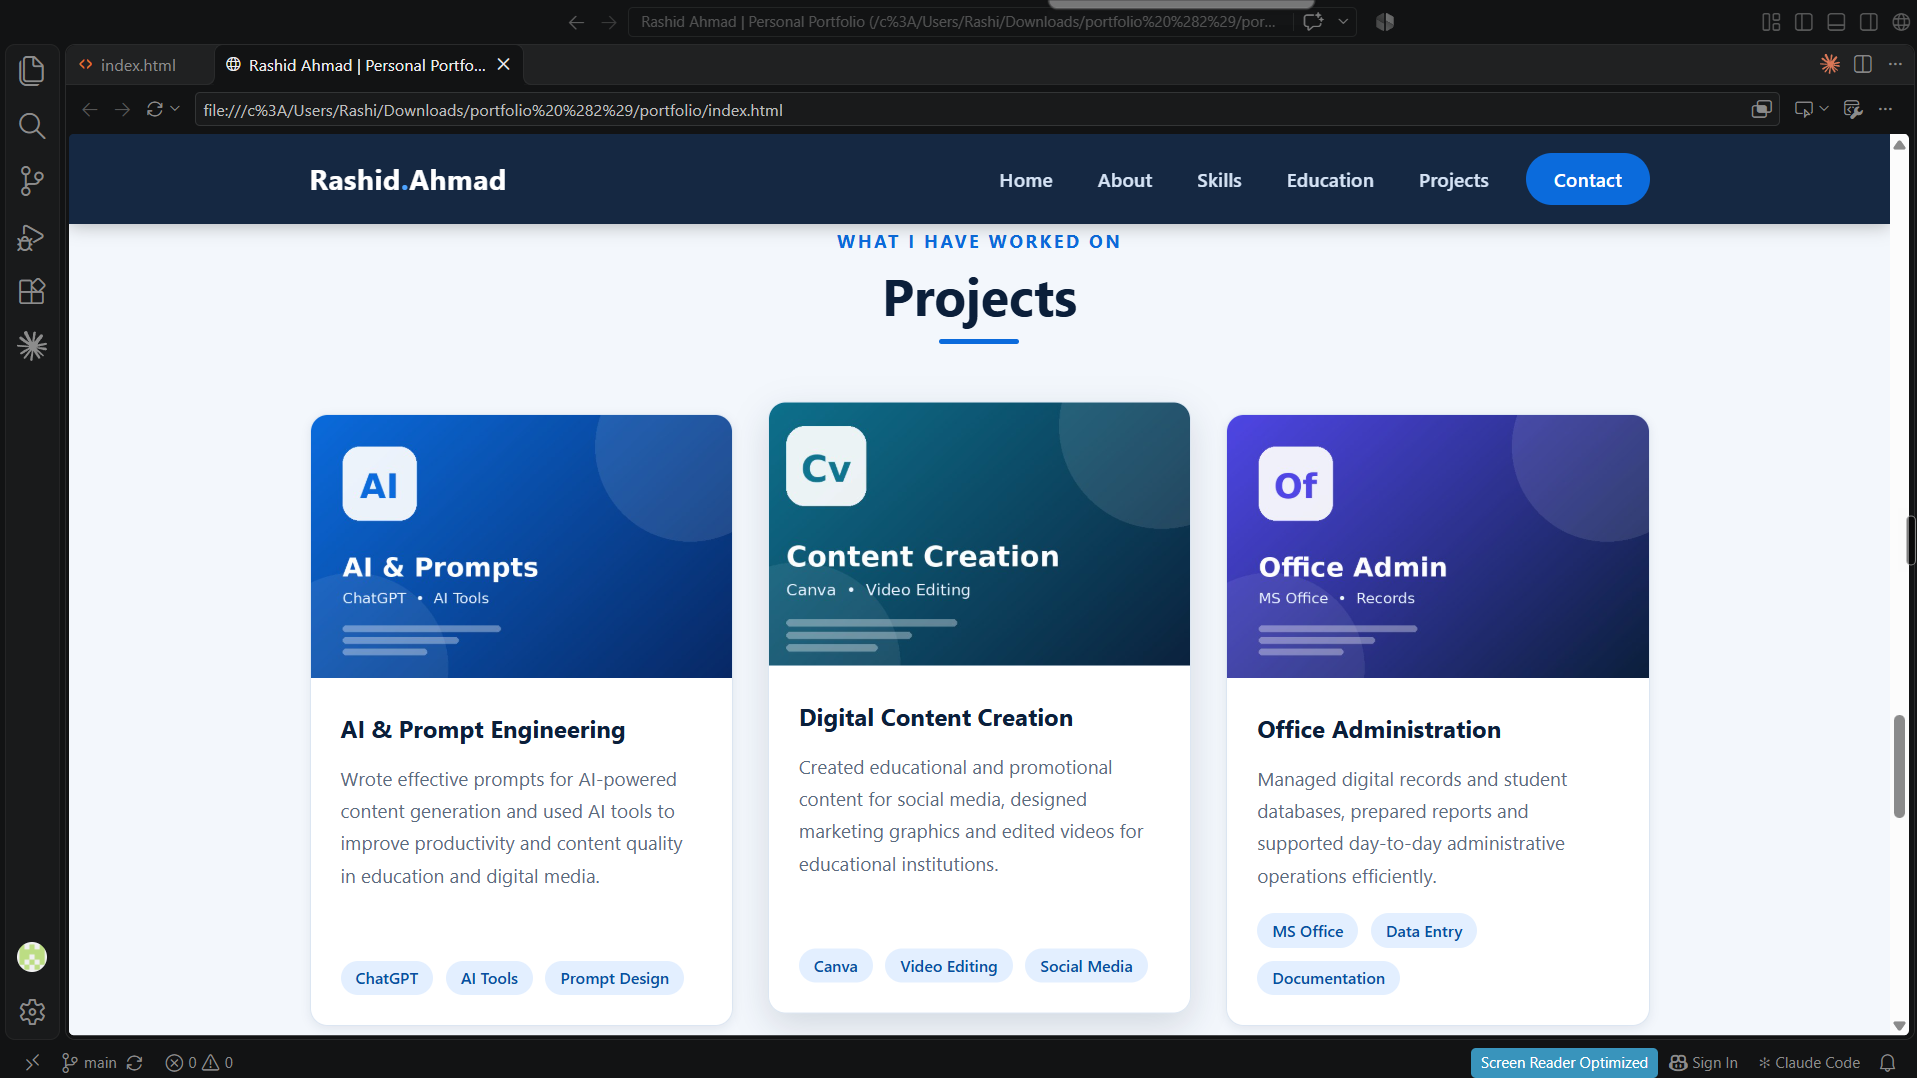 Rashid Ahmad | Personal Portfolio (/c%3A/Users/Rashi/Downloads/portfolio%20%282%29/por...
index.html
Rashid Ahmad | Personal Portfo...
file:///c%3A/Users/Rashi/Downloads/portfolio%20%282%29/portfolio/index.html
Rashid.Ahmad
Home
About
Skills
Education
Projects
Contact
WHAT I HAVE WORKED ON
Projects
AI
AI & Prompts
ChatGPT • AI Tools
AI & Prompt Engineering
Wrote effective prompts for AI-powered
content generation and used AI tools to
improve productivity and content quality
in education and digital media.
ChatGPT
AI Tools
Prompt Design
Cv
Content Creation
Canva • Video Editing
Digital Content Creation
Created educational and promotional
content for social media, designed
marketing graphics and edited videos for
educational institutions.
Canva
Video Editing
Social Media
Of
Office Admin
MS Office • Records
Office Administration
Managed digital records and student
databases, prepared reports and
supported day-to-day administrative
operations efficiently.
MS Office
Data Entry
Documentation
main
0
0
Screen Reader Optimized
Sign In
Claude Code